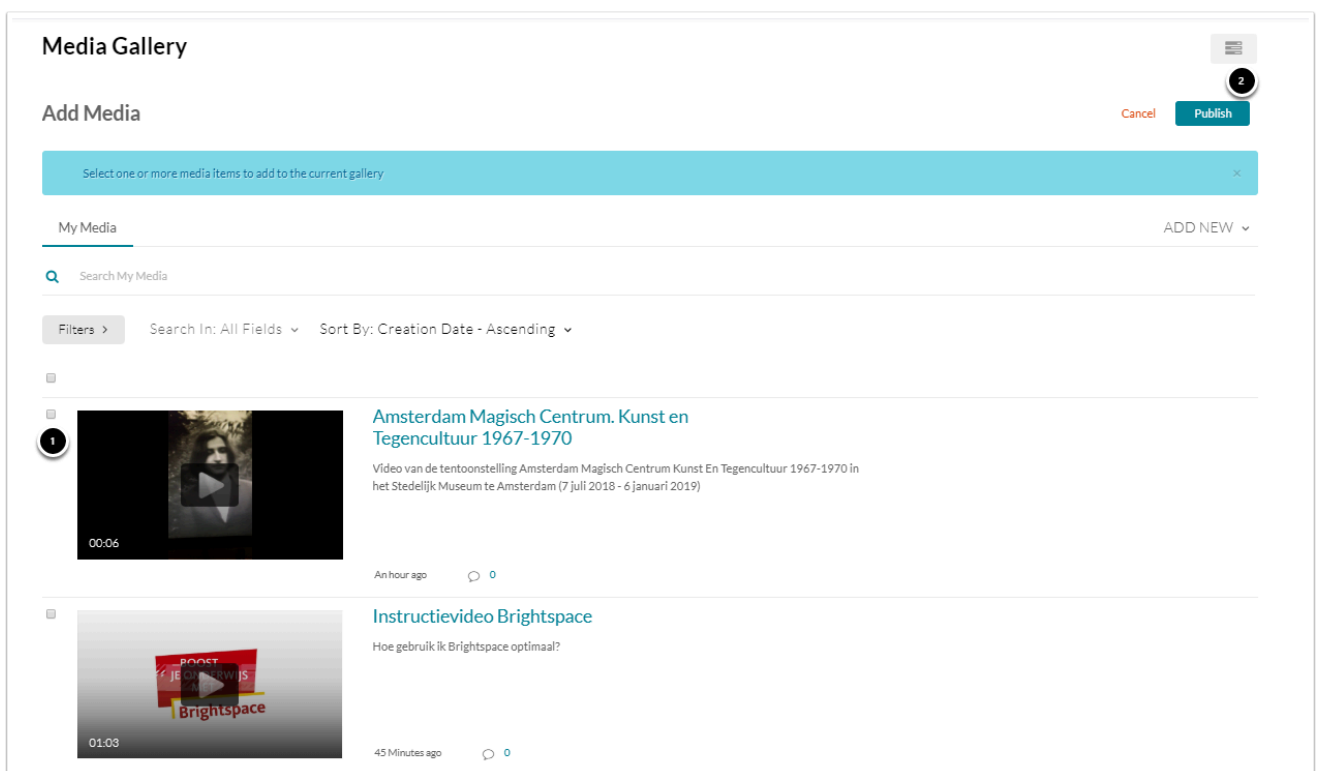 Media Gallery
2
Add Media
Cancel
Publish
Select one or more media items to add to the current gallery
×
My Media
ADD NEW
Search My Media
Filters >
Search In: All Fields
Sort By: Creation Date - Ascending
1
Amsterdam Magisch Centrum. Kunst en
Tegencultuur 1967-1970
Video van de tentoonstelling Amsterdam Magisch Centrum Kunst En Tegencultuur 1967-1970 in
het Stedelijk Museum te Amsterdam (7 juli 2018 - 6 januari 2019)
00:06
An hour ago
0
Instructievideo Brightspace
Hoe gebruik ik Brightspace optimaal?
BOOST
JE ONDERWIJS
MET
Brightspace
01:03
45 Minutes ago
0